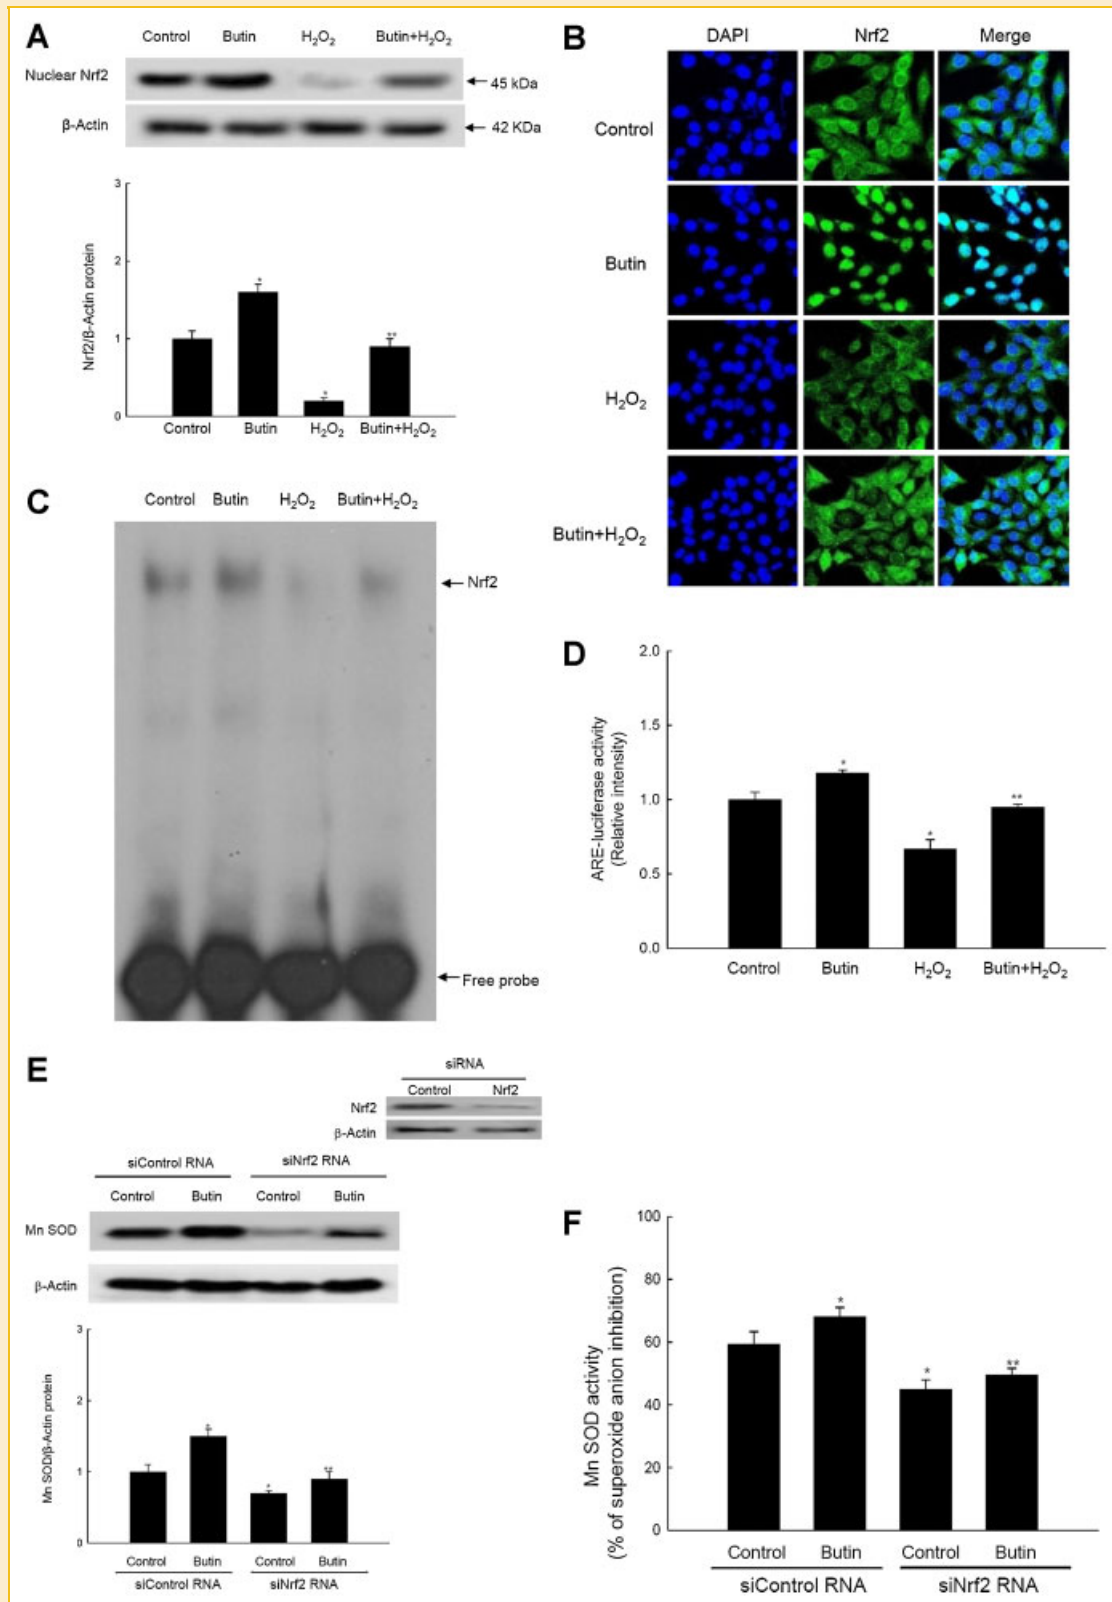 A
Control Butin H₂O₂ Butin+H₂O₂
Nuclear Nrf2
45 kDa
β-Actin
42 KDa
3
2
1
0
Nrf2/β-Actin protein
Control Butin H₂O₂ Butin+H₂O₂
*
*
**
B
DAPI Nrf2 Merge
Control
Butin
H₂O₂
Butin+H₂O₂
C
Control Butin H₂O₂ Butin+H₂O₂
Nrf2
Free probe
D
2.0
1.5
1.0
0.5
0.0
ARE-luciferase activity
(Relative intensity)
*
*
**
Control Butin H₂O₂ Butin+H₂O₂
E
siRNA
Control Nrf2
Nrf2
β-Actin
siControl RNA siNrf2 RNA
Control Butin Control Butin
Mn SOD
β-Actin
3
2
1
0
Mn SOD/β-Actin protein
*
*
**
Control Butin Control Butin
siControl RNA siNrf2 RNA
F
100
80
60
40
20
0
Mn SOD activity
(% of superoxide anion inhibition)
*
*
**
Control Butin Control Butin
siControl RNA siNrf2 RNA